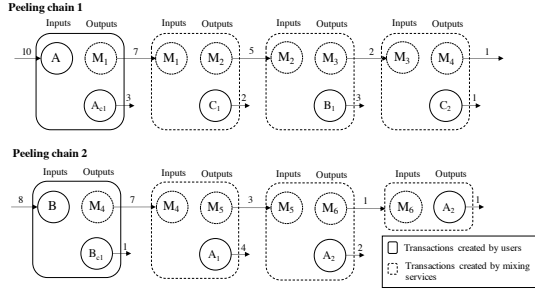 Peeling chain 1
Inputs Outputs Inputs Outputs Inputs Outputs Inputs Outputs
10 A M1 7 M1 M2 5 M2 M3 2 M3 M4 1
Ac1 3 C1 2 B1 3 C2 1
Peeling chain 2
Inputs Outputs Inputs Outputs Inputs Outputs Inputs Outputs
8 B M4 7 M4 M5 3 M5 M6 1 M6 A2 1
Bc1 1 A1 4 A2 2
Transactions created by users
Transactions created by mixing
services